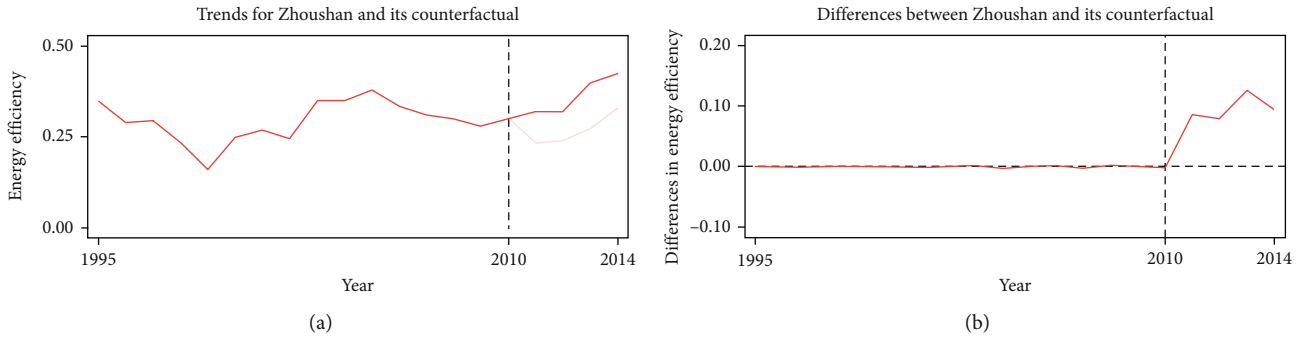 Trends for Zhoushan and its counterfactual
0.50
0.25
0.00
Energy efficiency
1995
2010
2014
Year
(a)
Differences between Zhoushan and its counterfactual
0.20
0.10
0.00
–0.10
Differences in energy efficiency
1995
2010
2014
Year
(b)